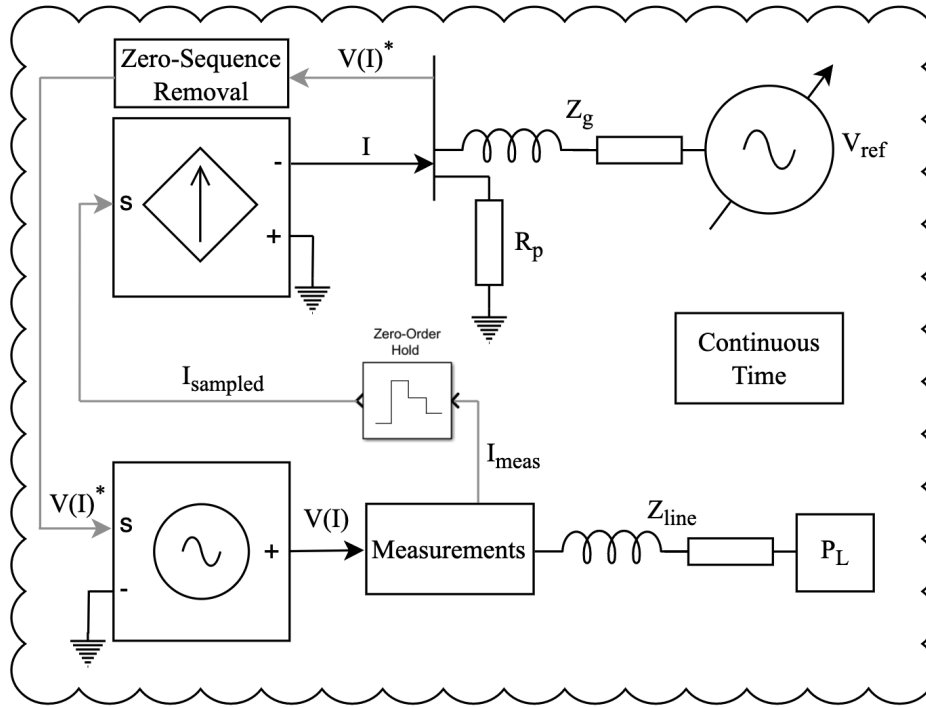 Zero-Sequence
Removal
V(I)*
Z_g
V_ref
I
-
S
+
R_p
Zero-Order
Hold
Continuous
Time
I_sampled
I_meas
V(I)*
S
V(I)
+
-
Measurements
Z_line
P_L